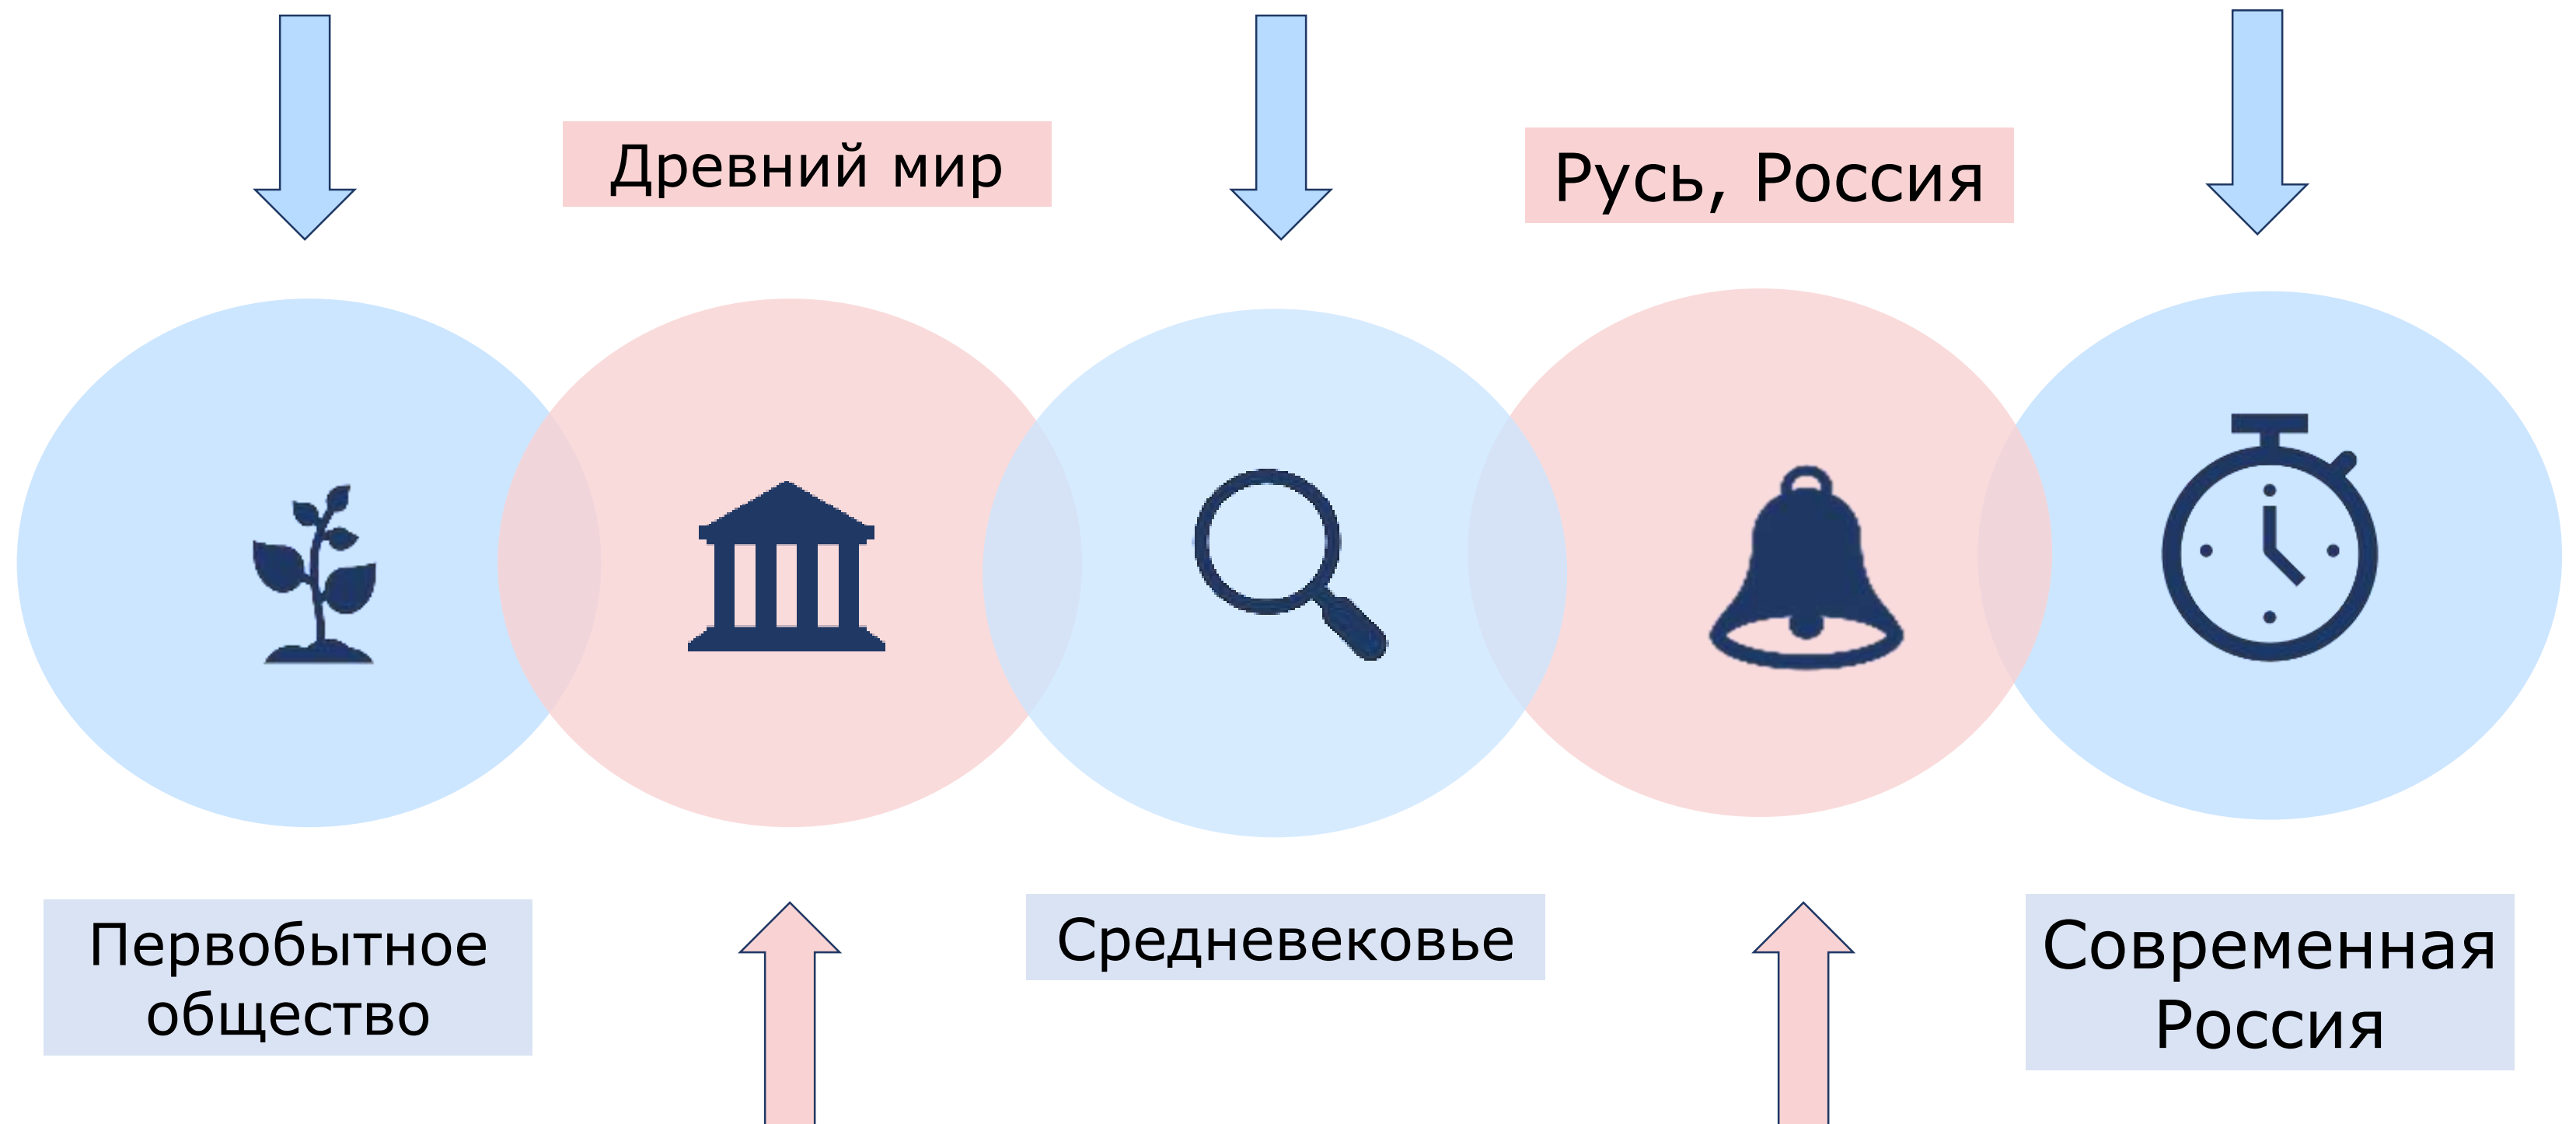 Древний мир
Русь, Россия
Первобытное
общество
Средневековье
Современная
Россия